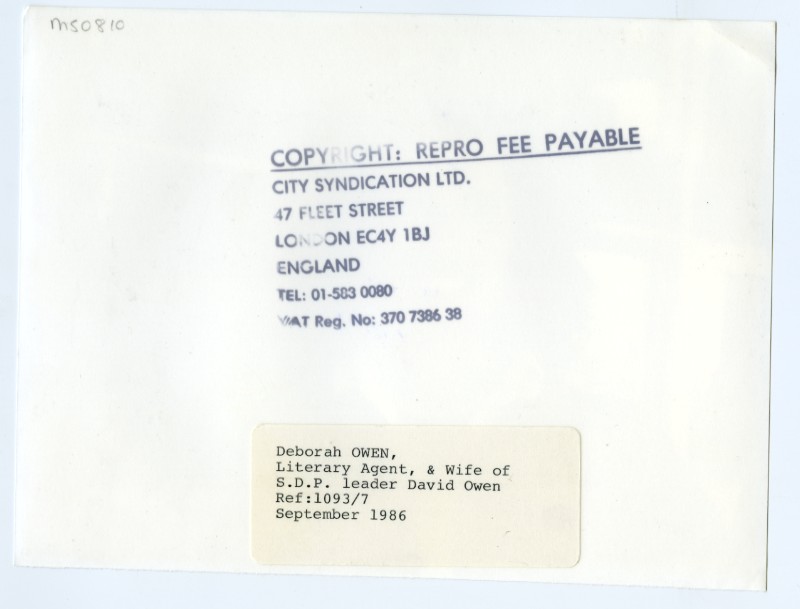 m50810
COPYRIGHT: REPRO FEE PAYABLE
CITY SYNDICATION LTD.
47 FLEET STREET
LONDON EC4Y 1BJ
ENGLAND
TEL: 01-583 0080
VAT Reg. No: 370 7386 38
Deborah OWEN,
Literary Agent, & Wife of
S.D.P. leader David Owen
Ref:1093/7
September 1986